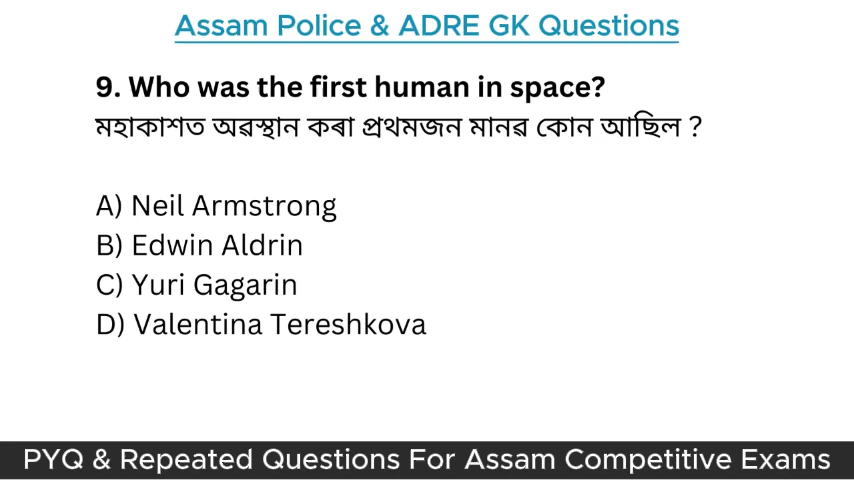 Assam Police & ADRE GK Questions
9. Who was the first human in space?
মহাকাশত অৱস্থান কৰা প্ৰথমজন মানৱ কোন আছিল ?
A) Neil Armstrong
B) Edwin Aldrin
C) Yuri Gagarin
D) Valentina Tereshkova
PYQ & Repeated Questions For Assam Competitive Exams